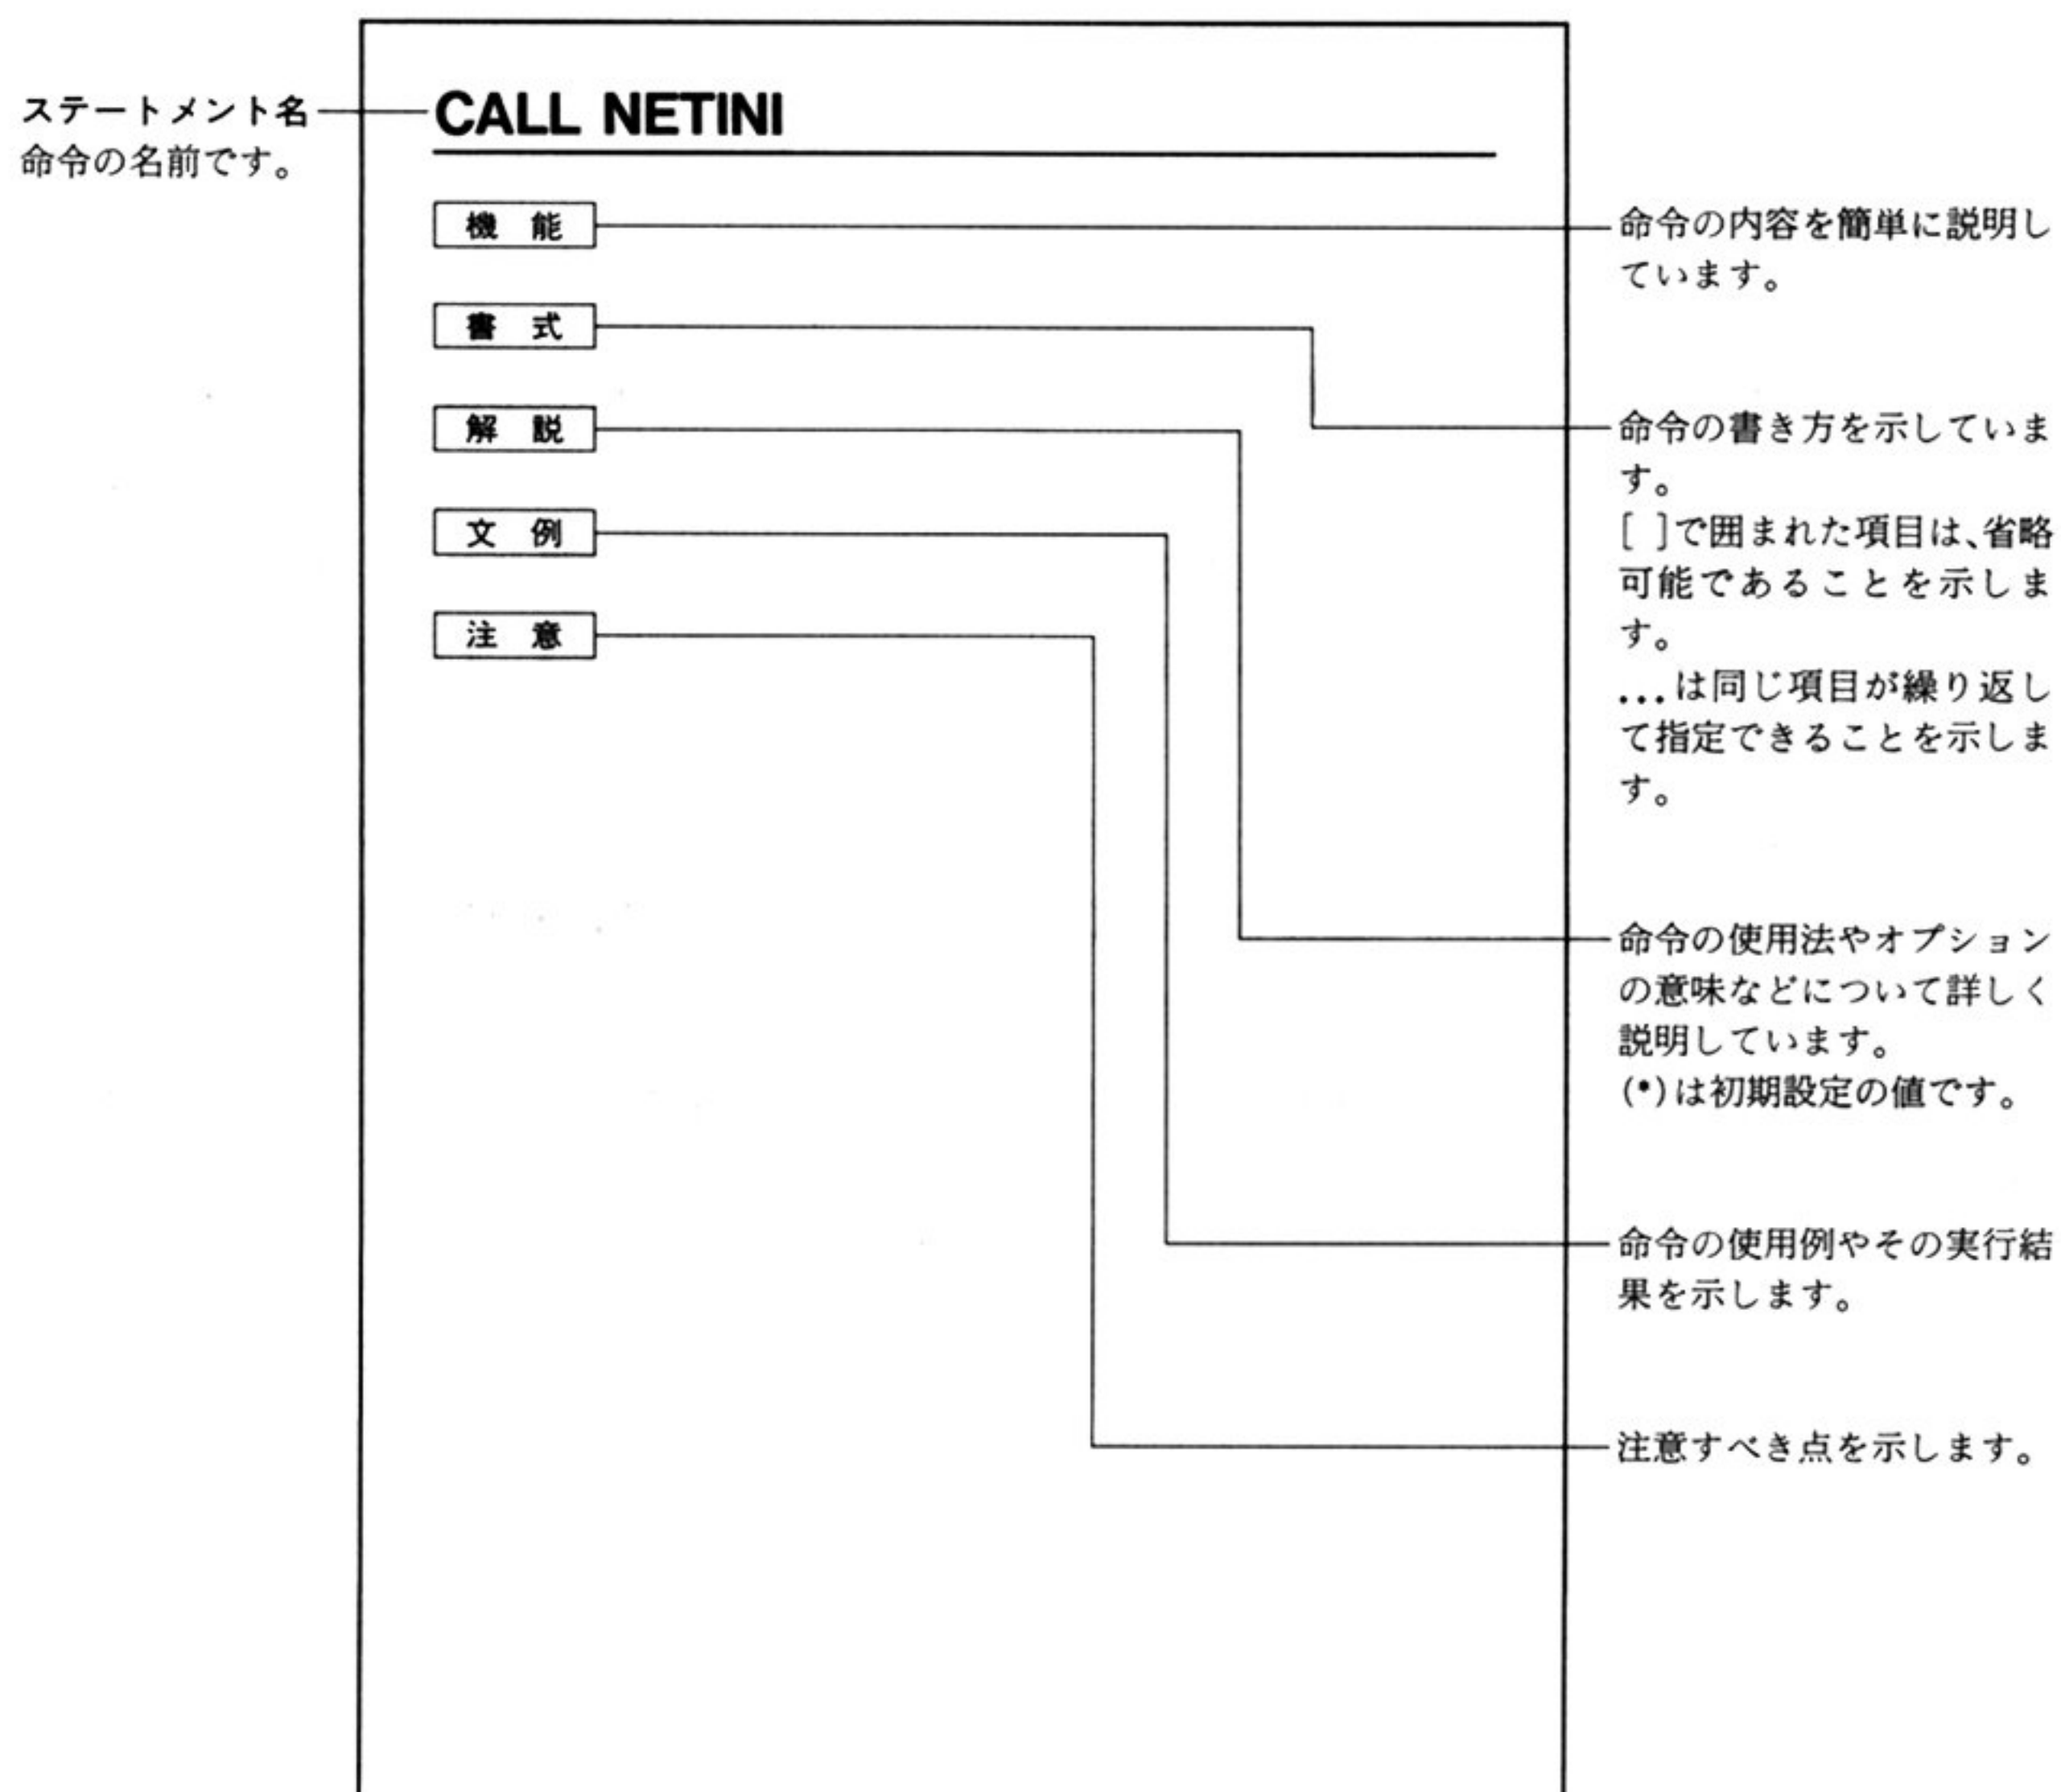 ステートメント名
命令の名前です。
CALL NETINI
機 能
命令の内容を簡単に説明し
ています。
書 式
命令の書き方を示していま
す。
[ ]で囲まれた項目は、省略
可能であることを示しま
す。
...は同じ項目が繰り返し
て指定できることを示しま
す。
解 説
命令の使用法やオプション
の意味などについて詳しく
説明しています。
(*)は初期設定の値です。
文 例
命令の使用例やその実行結
果を示します。
注 意
注意すべき点を示します。